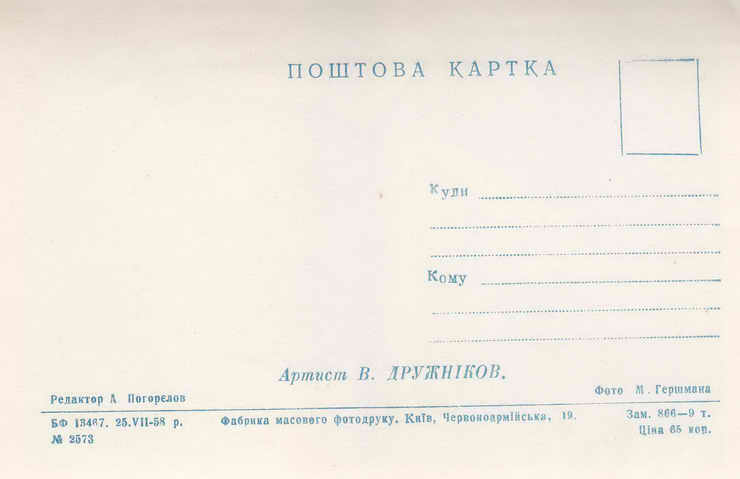 ПОШТОВА КАРТКА
Куди
Кому
Артист В. ДРУЖНІКОВ.
Редактор А Погорєлов
Фото М. Гершмана
БФ 13467. 25.VII-58 р.
Фабрика масового фотодруку, Київ, Червоноармійська, 19.
Зам. 866—9 т.
№ 2573
Ціна 65 коп.